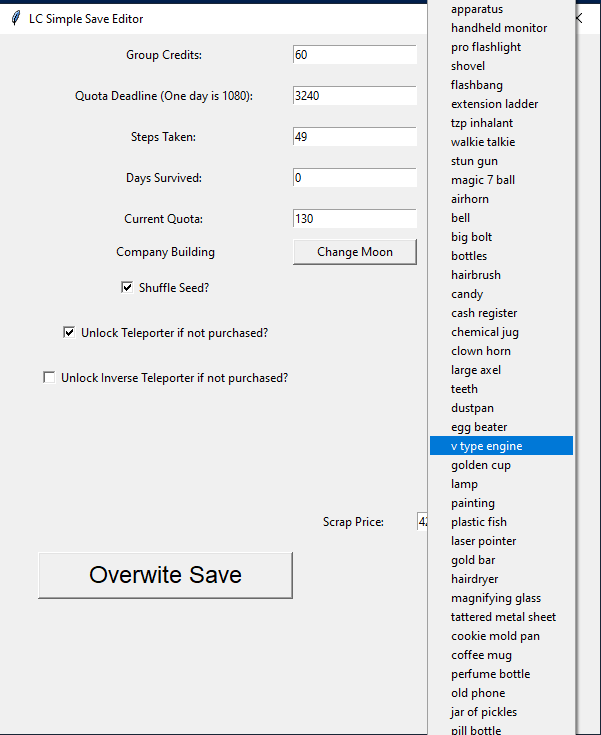 LC Simple Save Editor
Group Credits:
60
Quota Deadline (One day is 1080):
3240
Steps Taken:
49
Days Survived:
0
Current Quota:
130
Company Building
Change Moon
Shuffle Seed?
Unlock Teleporter if not purchased?
Unlock Inverse Teleporter if not purchased?
Scrap Price:
42
Overwite Save
apparatus
handheld monitor
pro flashlight
shovel
flashbang
extension ladder
tzp inhalant
walkie talkie
stun gun
magic 7 ball
airhorn
bell
big bolt
bottles
hairbrush
candy
cash register
chemical jug
clown horn
large axel
teeth
dustpan
egg beater
v type engine
golden cup
lamp
painting
plastic fish
laser pointer
gold bar
hairdryer
magnifying glass
tattered metal sheet
cookie mold pan
coffee mug
perfume bottle
old phone
jar of pickles
pill bottle